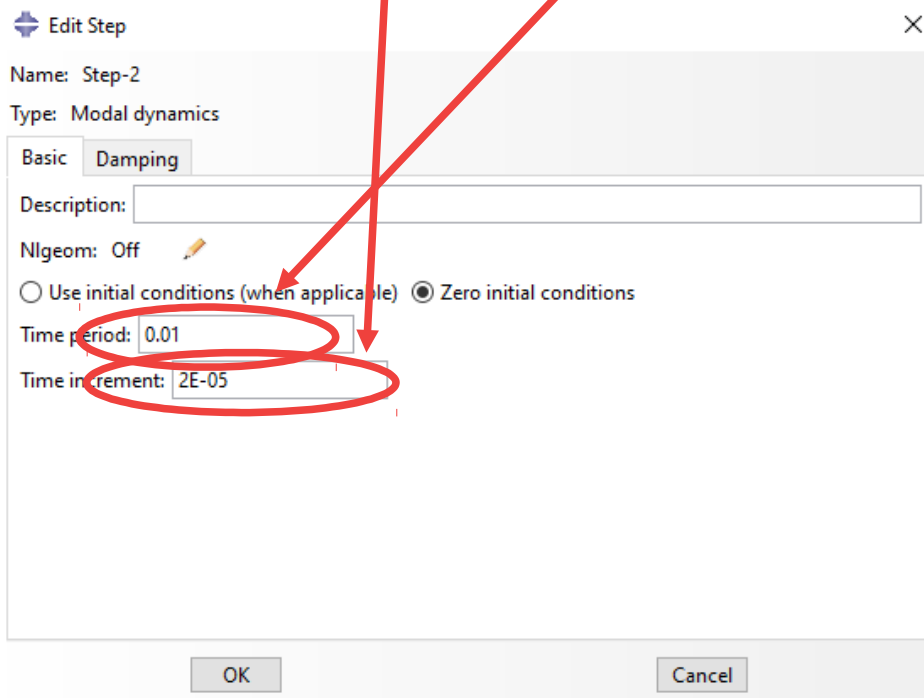 Edit Step
Name: Step-2
Type: Modal dynamics
Basic Damping
Description:
Nlgeom: Off
Use initial conditions (when applicable) Zero initial conditions
Time period: 0.01
Time increment: 2E-05
OK Cancel